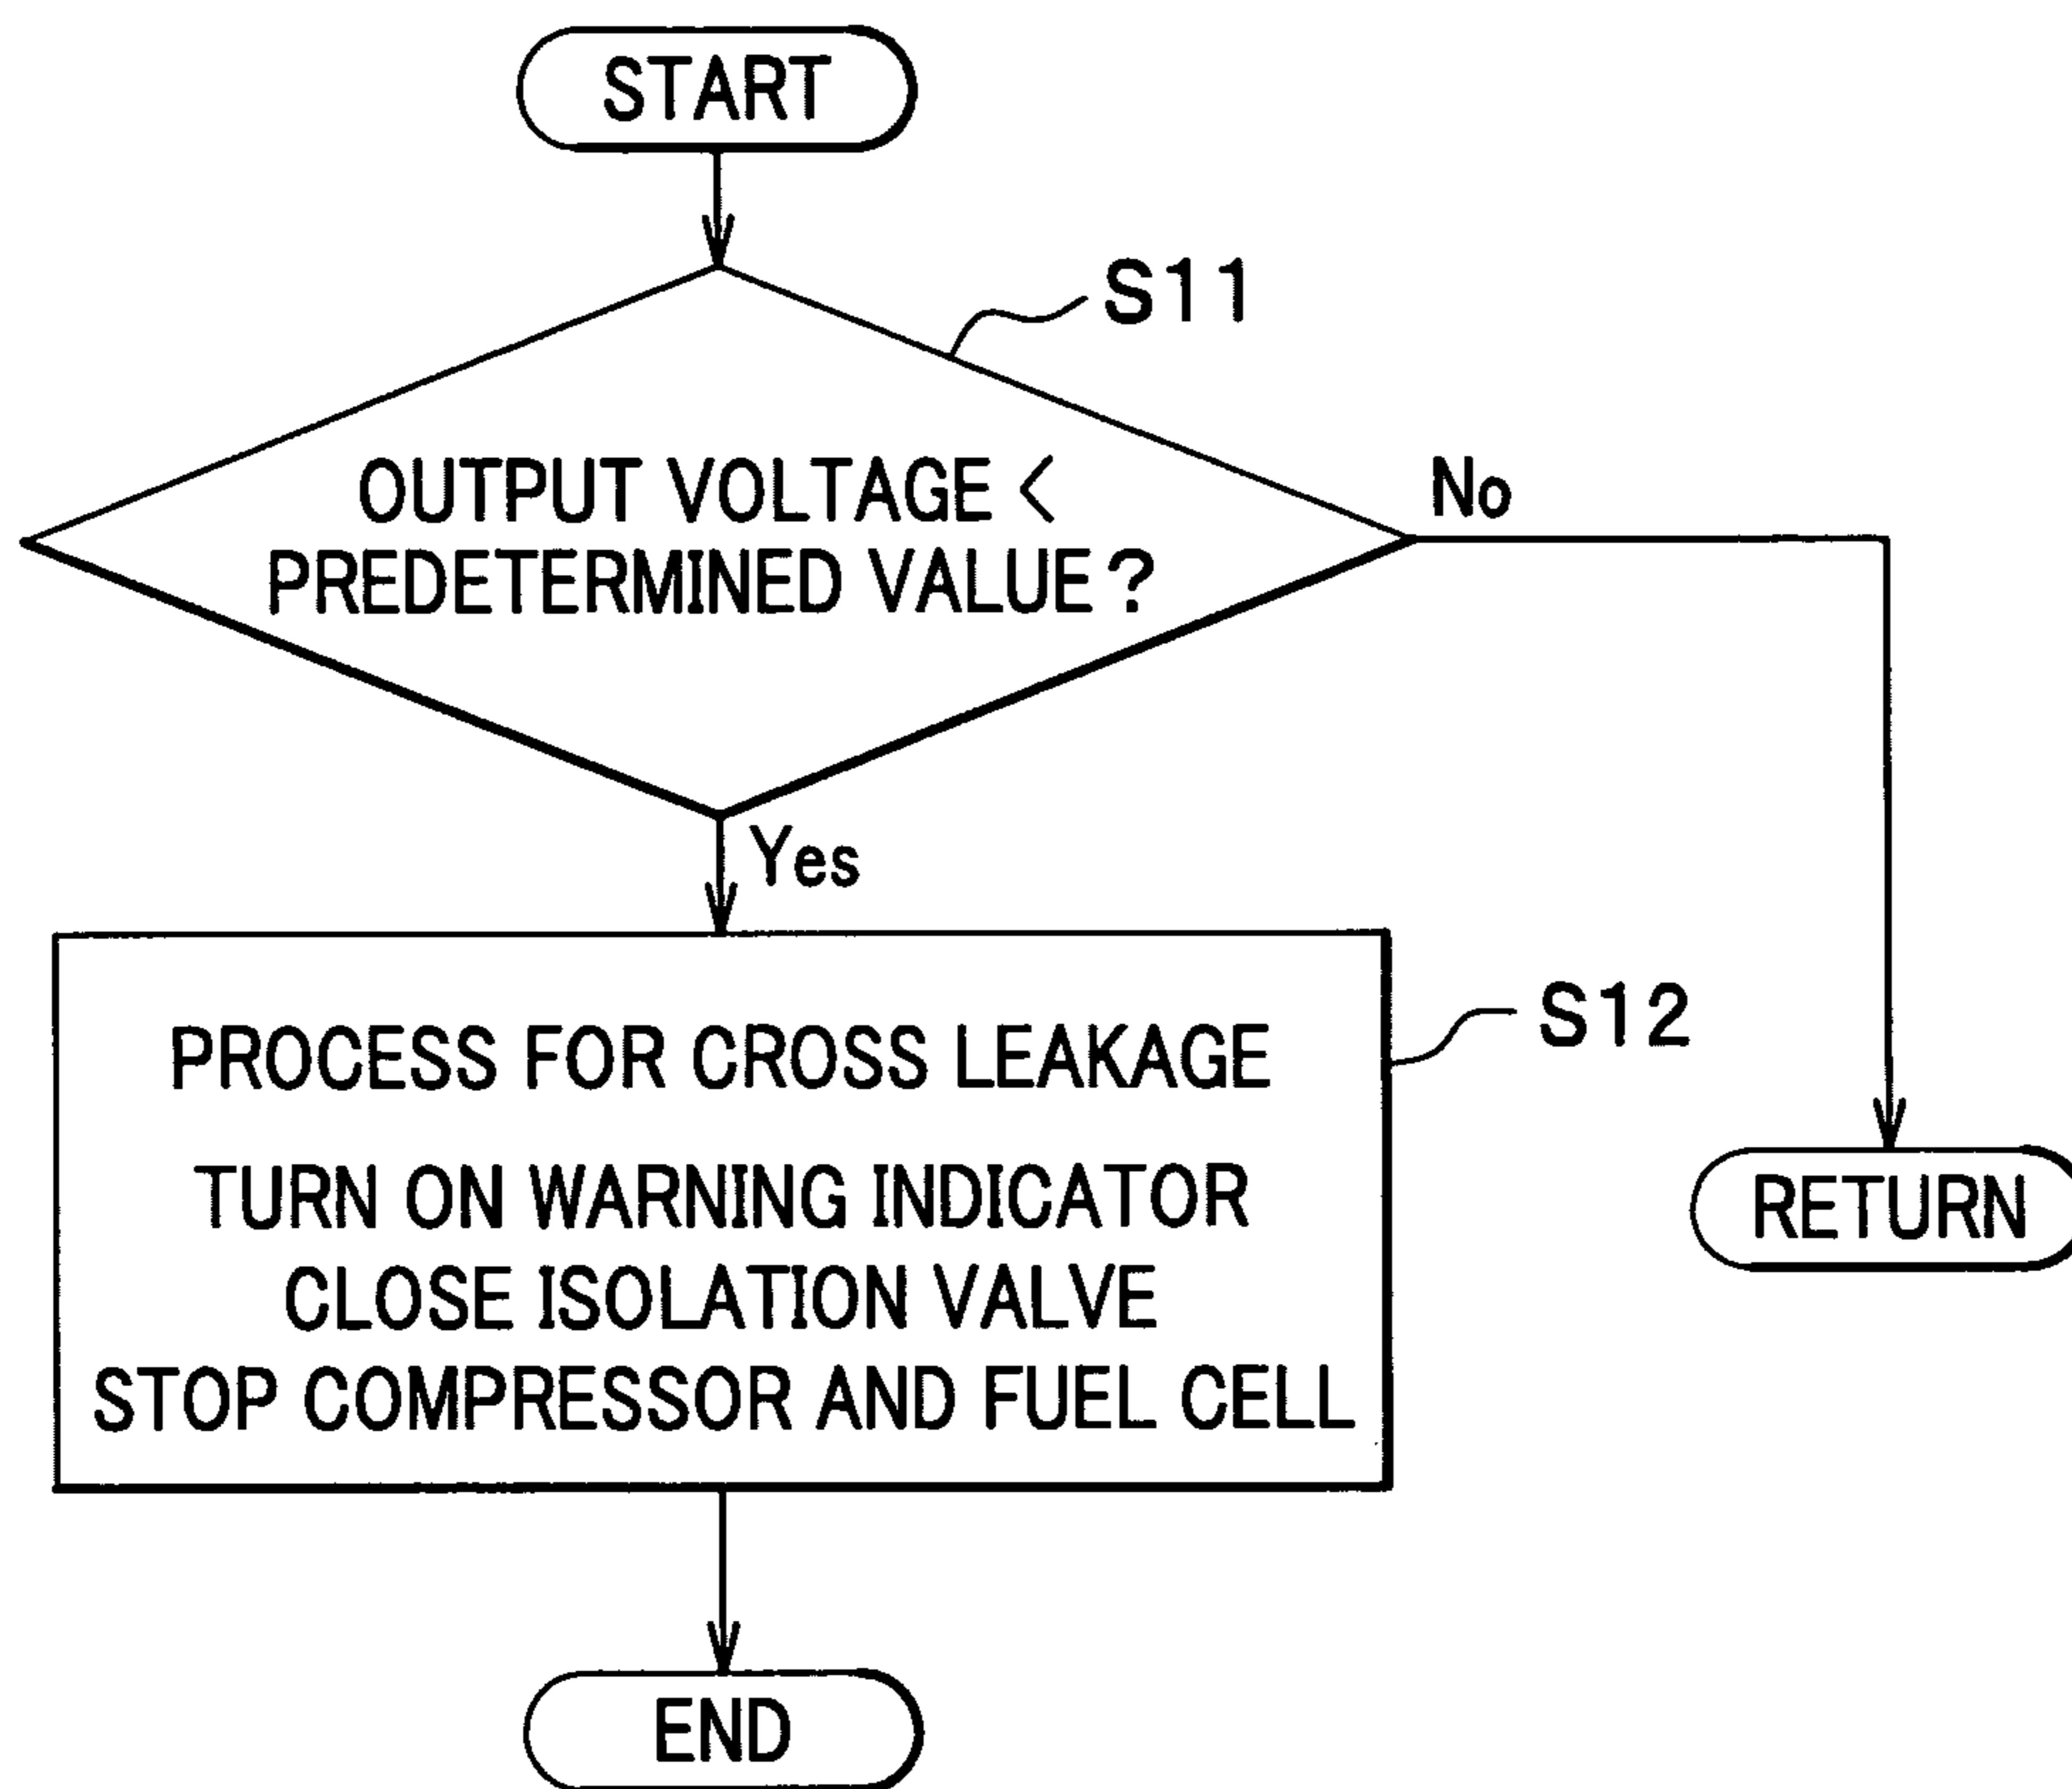 START
S11
OUTPUT VOLTAGE <
PREDETERMINED VALUE?
No
Yes
PROCESS FOR CROSS LEAKAGE
S12
TURN ON WARNING INDICATOR
CLOSE ISOLATION VALVE
STOP COMPRESSOR AND FUEL CELL
RETURN
END